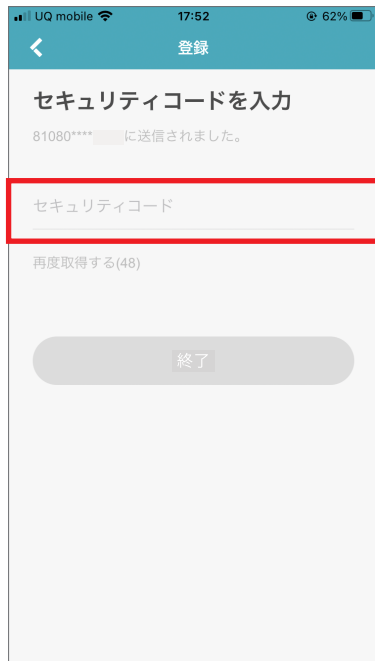 UQ mobile 17:52 62%
登録
セキュリティコードを入力
81080**** に送信されました。
セキュリティコード
再度取得する(48)
終了